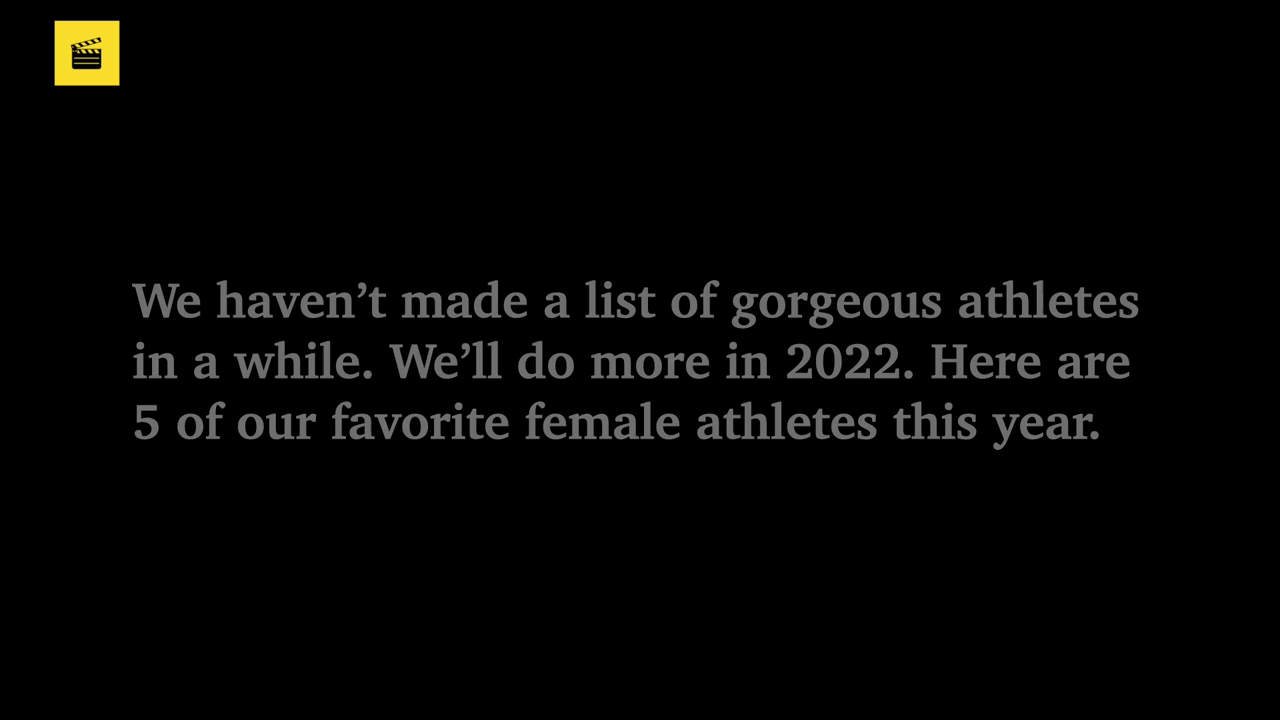 We haven’t made a list of gorgeous athletes
in a while. We’ll do more in 2022. Here are
5 of our favorite female athletes this year.